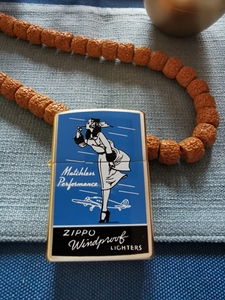 Matchless
Performance
ZIPPO
Windproof
LIGHTERS